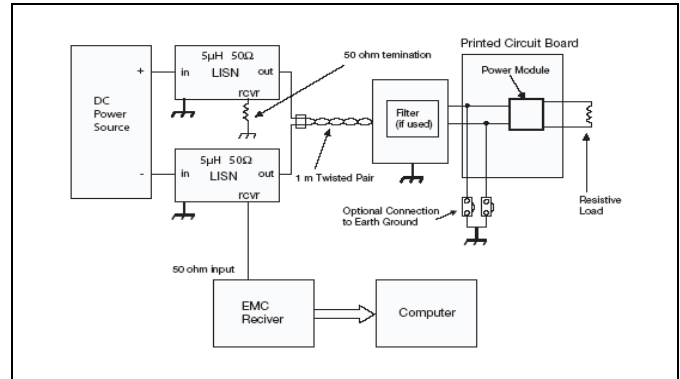 Printed Circuit Board
5µH 50Ω
LISN
in
out
rcvr
50 ohm temination
Power Module
+
DC
Power
Source
-
Filter
(if used)
5µH 50Ω
LISN
in
out
rcvr
1 m Twisted Pair
Optional Connection
to Earth Ground
Resistive
Load
50 ohm input
EMC
Reciver
Computer